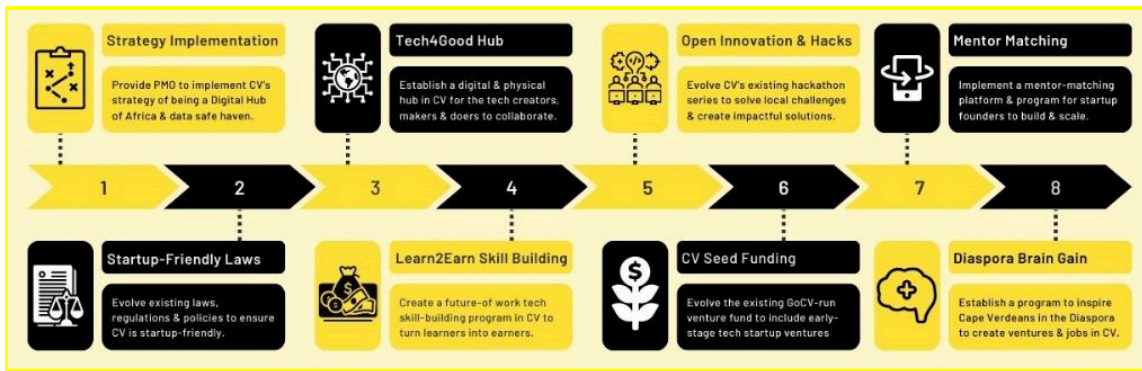 Strategy Implementation
Provide PMO to implement CV's
strategy of being a Digital Hub
of Africa & data safe haven.
Tech4Good Hub
Establish a digital & physical
hub in CV for the tech creators,
makers & doers to collaborate.
Open Innovation & Hacks
Evolve CV's existing hackathon
series to solve local challenges
& create impactful solutions.
Mentor Matching
Implement a mentor-matching
platform & program for startup
founders to build & scale.
1
2
3
4
5
6
7
8
Startup-Friendly Laws
Evolve existing laws,
regulations & policies to ensure
CV is startup-friendly.
Learn2Earn Skill Building
Create a future-of work tech
skill-building program in CV to
turn learners into earners.
CV Seed Funding
Evolve the existing GoCV-run
venture fund to include early-
stage tech startup ventures
Diaspora Brain Gain
Establish a program to inspire
Cape Verdeans in the Diaspora
to create ventures & jobs in CV.